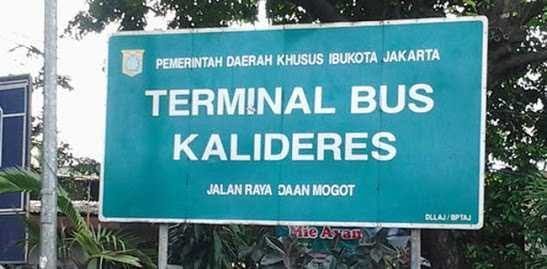 PEMERINTAH DAERAH KHUSUS IBUKOTA JAKARTA
TERMINAL BUS
KALIDERES
JALAN RAYA DAAN MOGOT
DLLAJ / BPTAJ
Mie Ayam